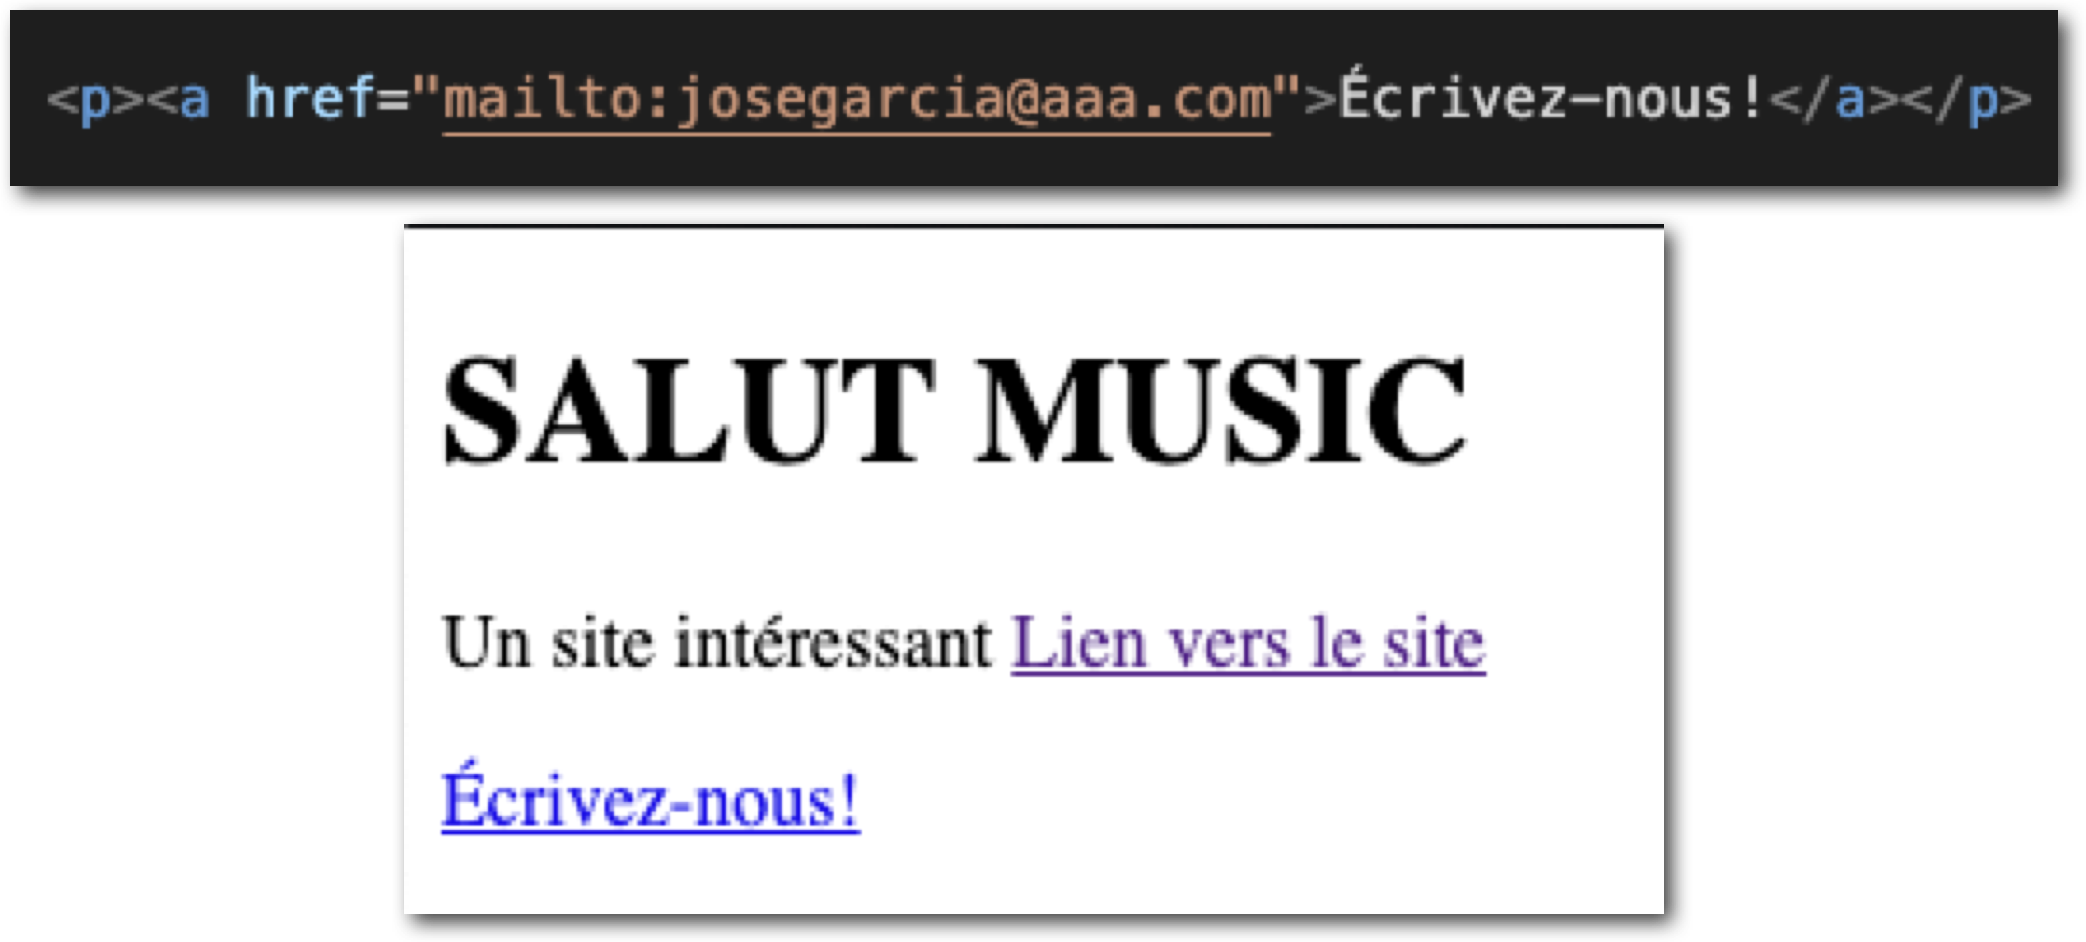 <p><a href="mailto:josegarcia@aaa.com">Écrivez-nous!</a></p>
SALUT MUSIC
Un site intéressant Lien vers le site
Écrivez-nous!